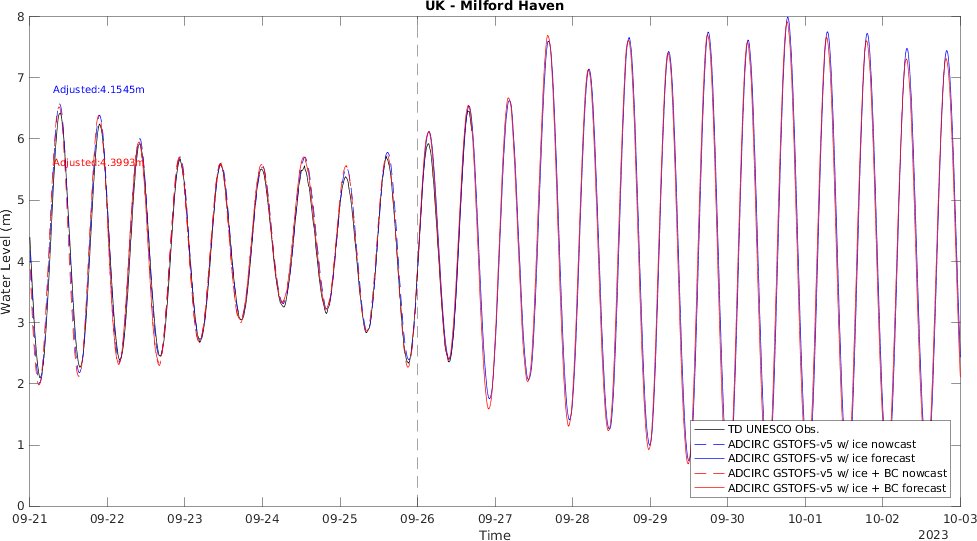 UK - Milford Haven
8
7
6
5
4
3
2
1
0
Water Level (m)
Adjusted:4.1545m
Adjusted:4.3993m
TD UNESCO Obs.
ADCIRC GSTOFS-v5 w/ ice nowcast
ADCIRC GSTOFS-v5 w/ ice forecast
ADCIRC GSTOFS-v5 w/ ice + BC nowcast
ADCIRC GSTOFS-v5 w/ ice + BC forecast
09-21 09-22 09-23 09-24 09-25 09-26 09-27 09-28 09-29 09-30 10-01 10-02 10-03
Time
2023